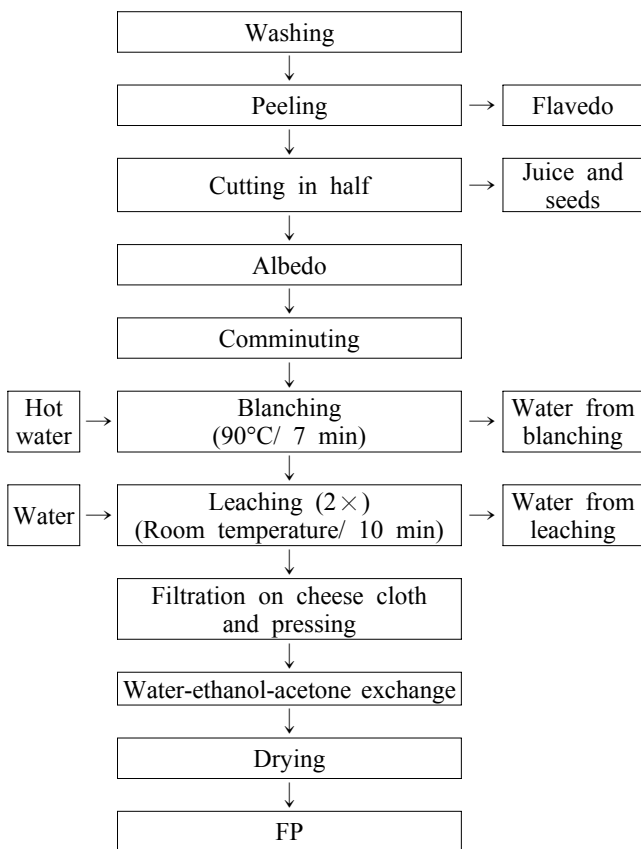 Washing
Peeling
Flavedo
Cutting in half
Juice and
seeds
Albedo
Comminuting
Hot
water
Blanching
(90°C/ 7 min)
Water from
blanching
Water
Leaching (2×)
(Room temperature/ 10 min)
Water from
leaching
Filtration on cheese cloth
and pressing
Water-ethanol-acetone exchange
Drying
FP